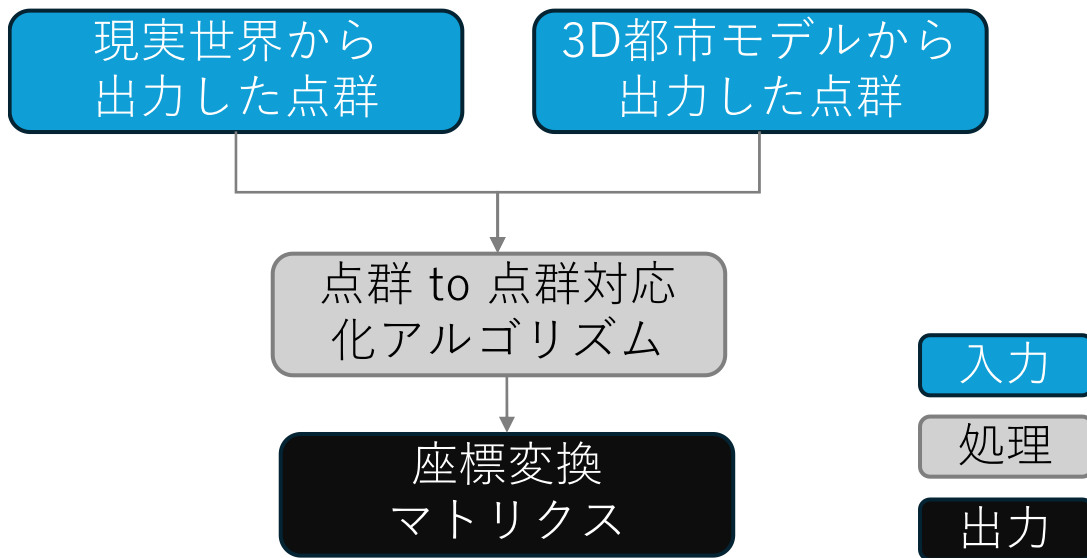 現実世界から
出力した点群
3D都市モデルから
出力した点群
点群 to 点群対応
化アルゴリズム
座標変換
マトリクス
入力
処理
出力